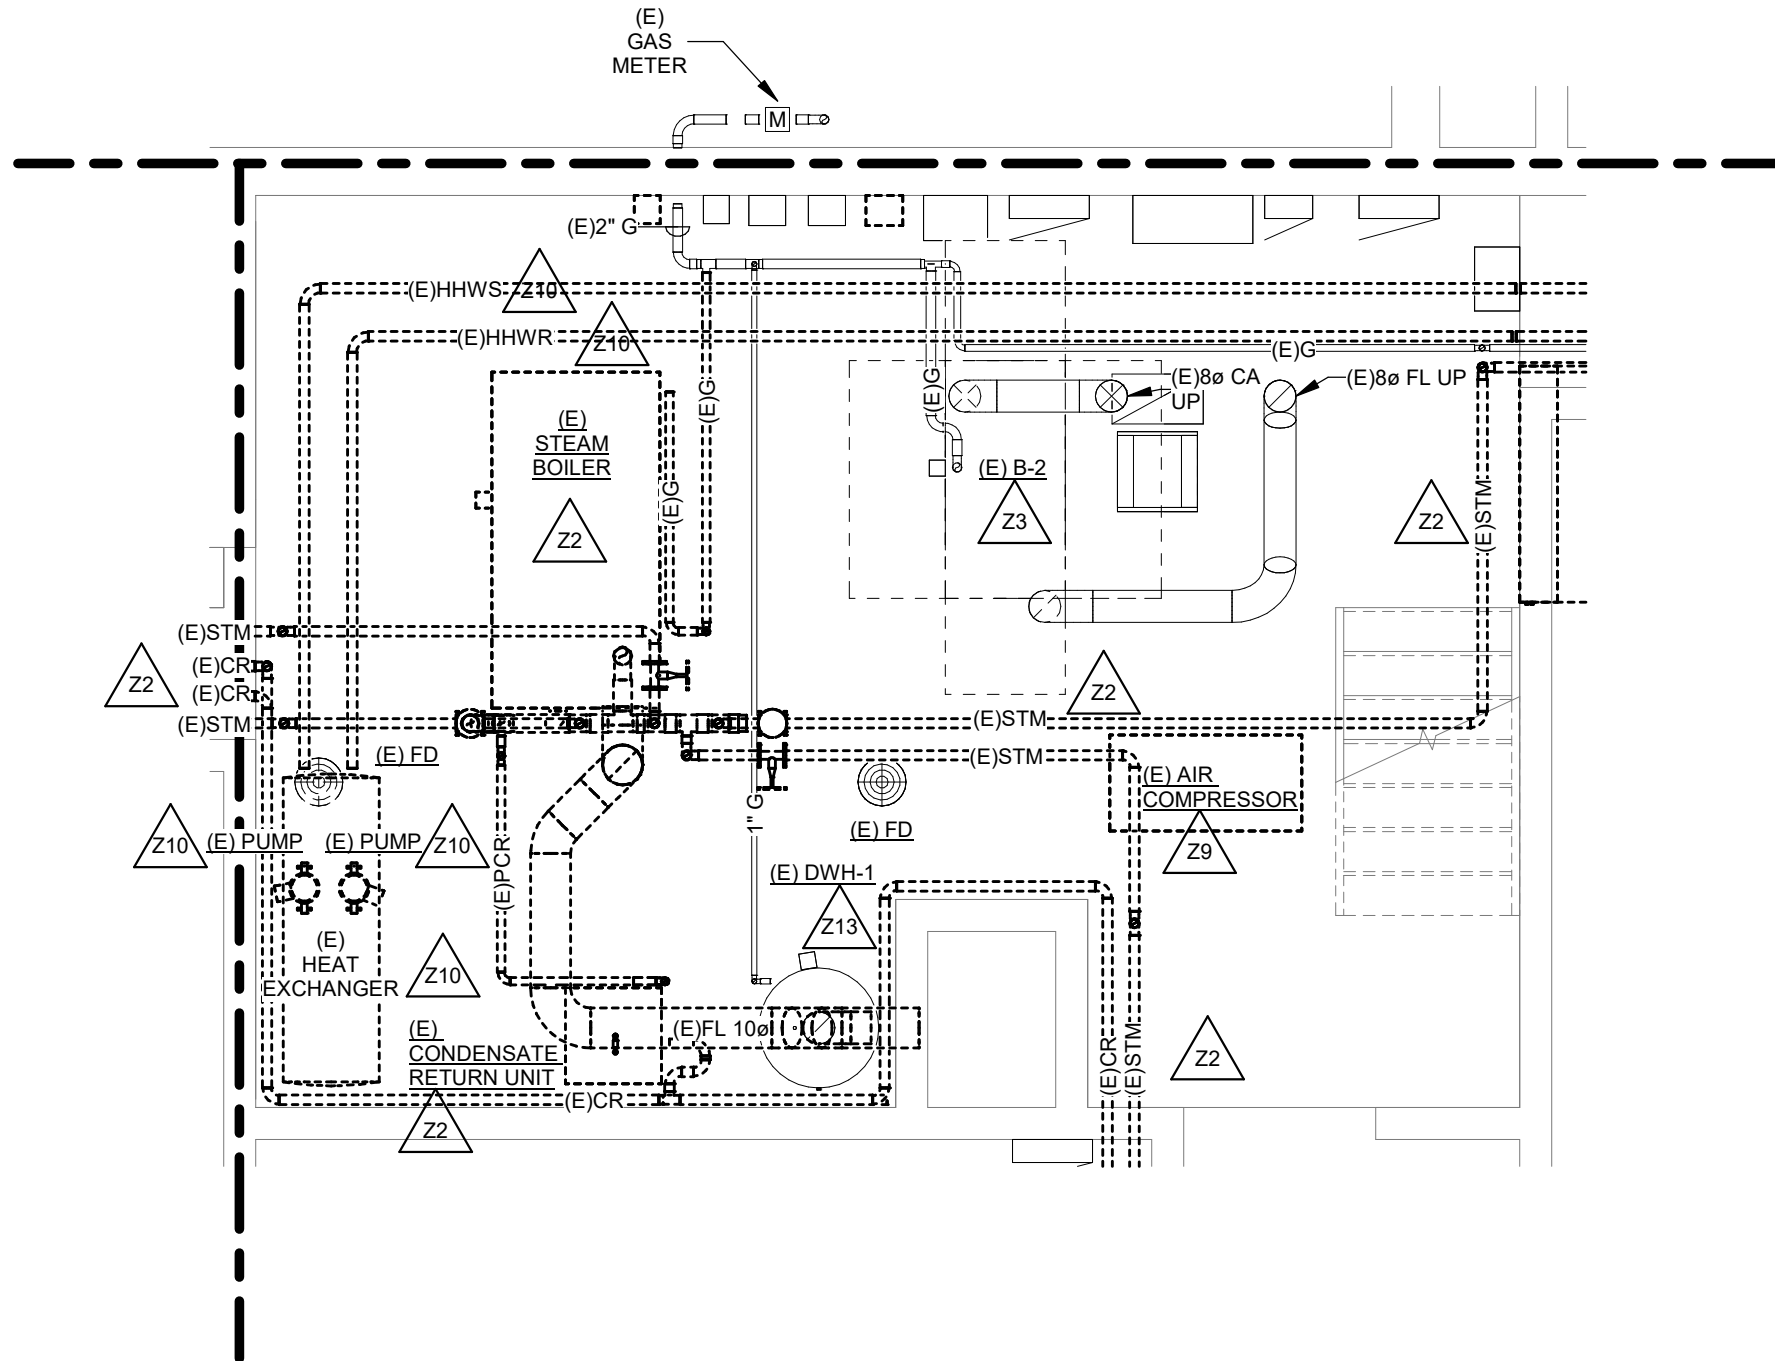 (E)
GAS
METER
M
(E)2" G
(E)HHWS
Z10
(E)HHWR
Z10
(E)G
(E)8ø CA
UP
(E)8ø FL UP
(E)G
(E)G
(E)
STEAM
BOILER
Z2
(E)G
(E) B-2
Z3
Z2
(E)STM
(E)STM
(E)CR
(E)CR
(E)STM
Z2
Z2
(E)STM
(E)STM
(E) FD
(E) AIR
COMPRESSOR
Z9
1" G
(E) FD
Z10
(E) PUMP
(E) PUMP
Z10
(E)PCR
(E) DWH-1
Z13
(E)
HEAT
EXCHANGER
Z10
(E)FL 10ø
(E)
CONDENSATE
RETURN UNIT
Z2
(E)CR
(E)CR
(E)STM
Z2